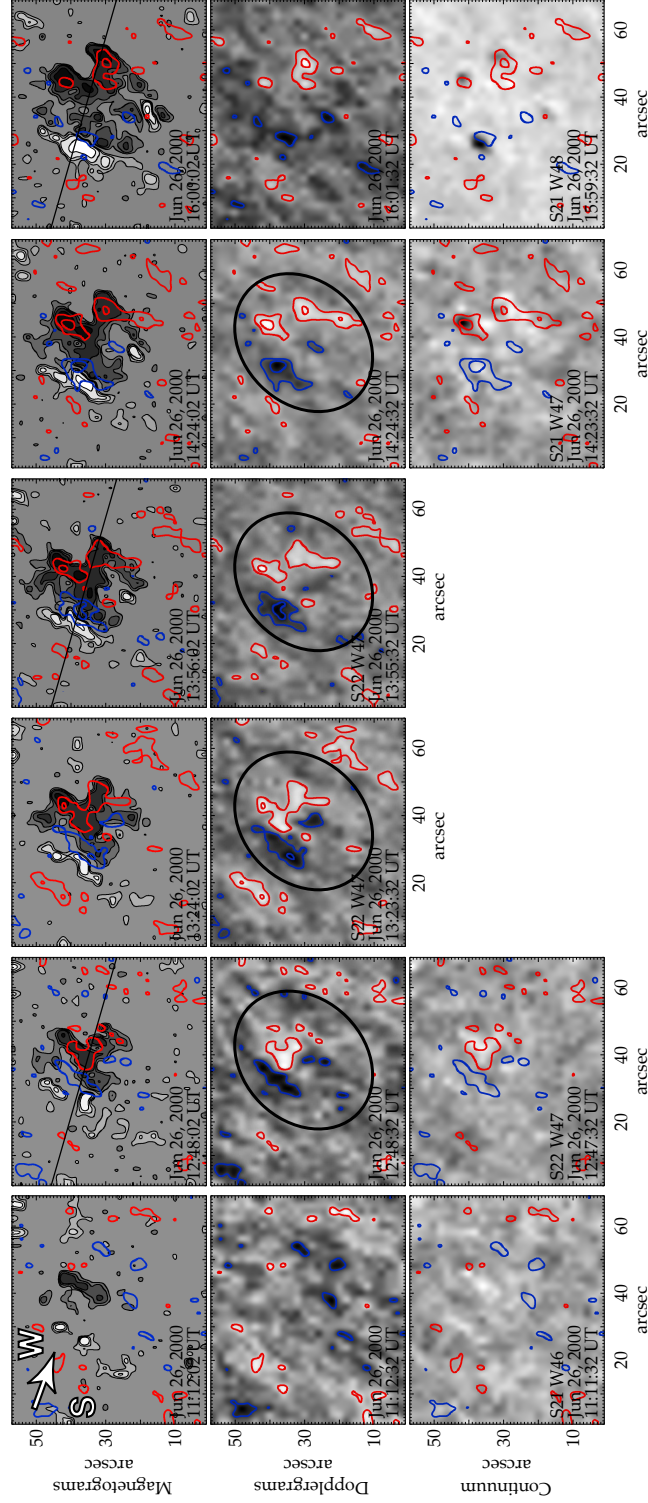 Magnetograms
arcsec
50
30
10
S
W
Jun 26, 2000
11:12:02 UT
Jun 26, 2000
12:48:02 UT
Jun 26, 2000
13:24:02 UT
Jun 26, 2000
13:56:02 UT
Jun 26, 2000
14:24:02 UT
Jun 26, 2000
Dopplergrams
arcsec
50
30
10
Jun 26, 2000
11:12:32 UT
Jun 26, 2000
12:48:32 UT
S22 W47
Jun 26, 2000
13:23:32 UT
Jun 26, 2000
13:55:32 UT
Jun 26, 2000
14:24:32 UT
Jun 26, 2000
16:01:32 UT
20 40 60
arcsec
20 40 60
arcsec
Continuum
arcsec
50
30
10
S21 W46
Jun 26, 2000
11:11:32 UT
S22 W47
Jun 26, 2000
12:47:32 UT
S21 W47
Jun 26, 2000
14:23:32 UT
S21 W48
Jun 26, 2000
15:59:32 UT
20 40 60
arcsec
20 40 60
arcsec
20 40 60
arcsec
20 40 60
arcsec